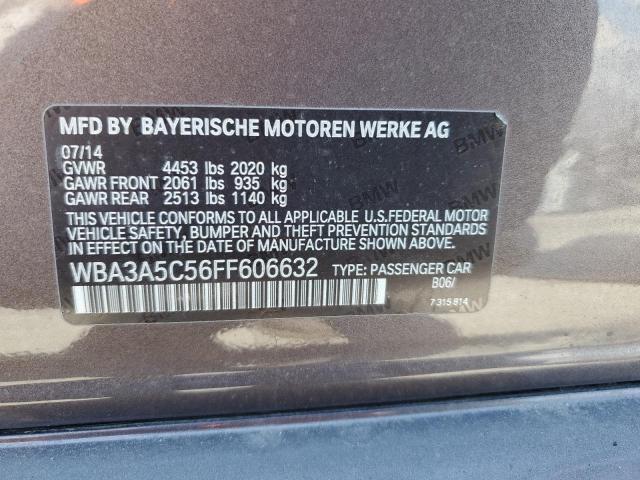 MFD BY BAYERISCHE MOTOREN WERKE AG
07/14
GVWR 4453 lbs 2020 kg
GAWR FRONT 2061 lbs 935 kg
GAWR REAR 2513 lbs 1140 kg
THIS VEHICLE CONFORMS TO ALL APPLICABLE U.S.FEDERAL MOTOR
VEHICLE SAFETY, BUMPER AND THEFT PREVENTION STANDARDS
IN EFFECT ON THE DATE OF MANUFACTURE SHOWN ABOVE.
WBA3A5C56FF606632 TYPE: PASSENGER CAR
B06/
7 315 814
BMW
BMW
BMW